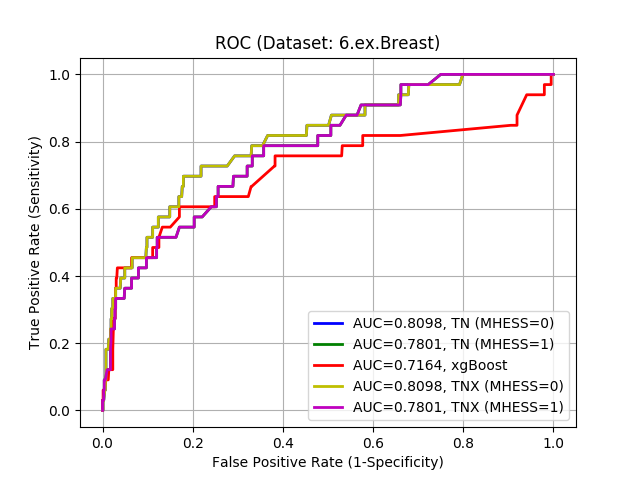 ROC (Dataset: 6.ex.Breast)
True Positive Rate (Sensitivity)
1.0
0.8
0.6
0.4
0.2
0.0
AUC=0.8098, TN (MHESS=0)
AUC=0.7801, TN (MHESS=1)
AUC=0.7164, xgBoost
AUC=0.8098, TNX (MHESS=0)
AUC=0.7801, TNX (MHESS=1)
0.0 0.2 0.4 0.6 0.8 1.0
False Positive Rate (1-Specificity)